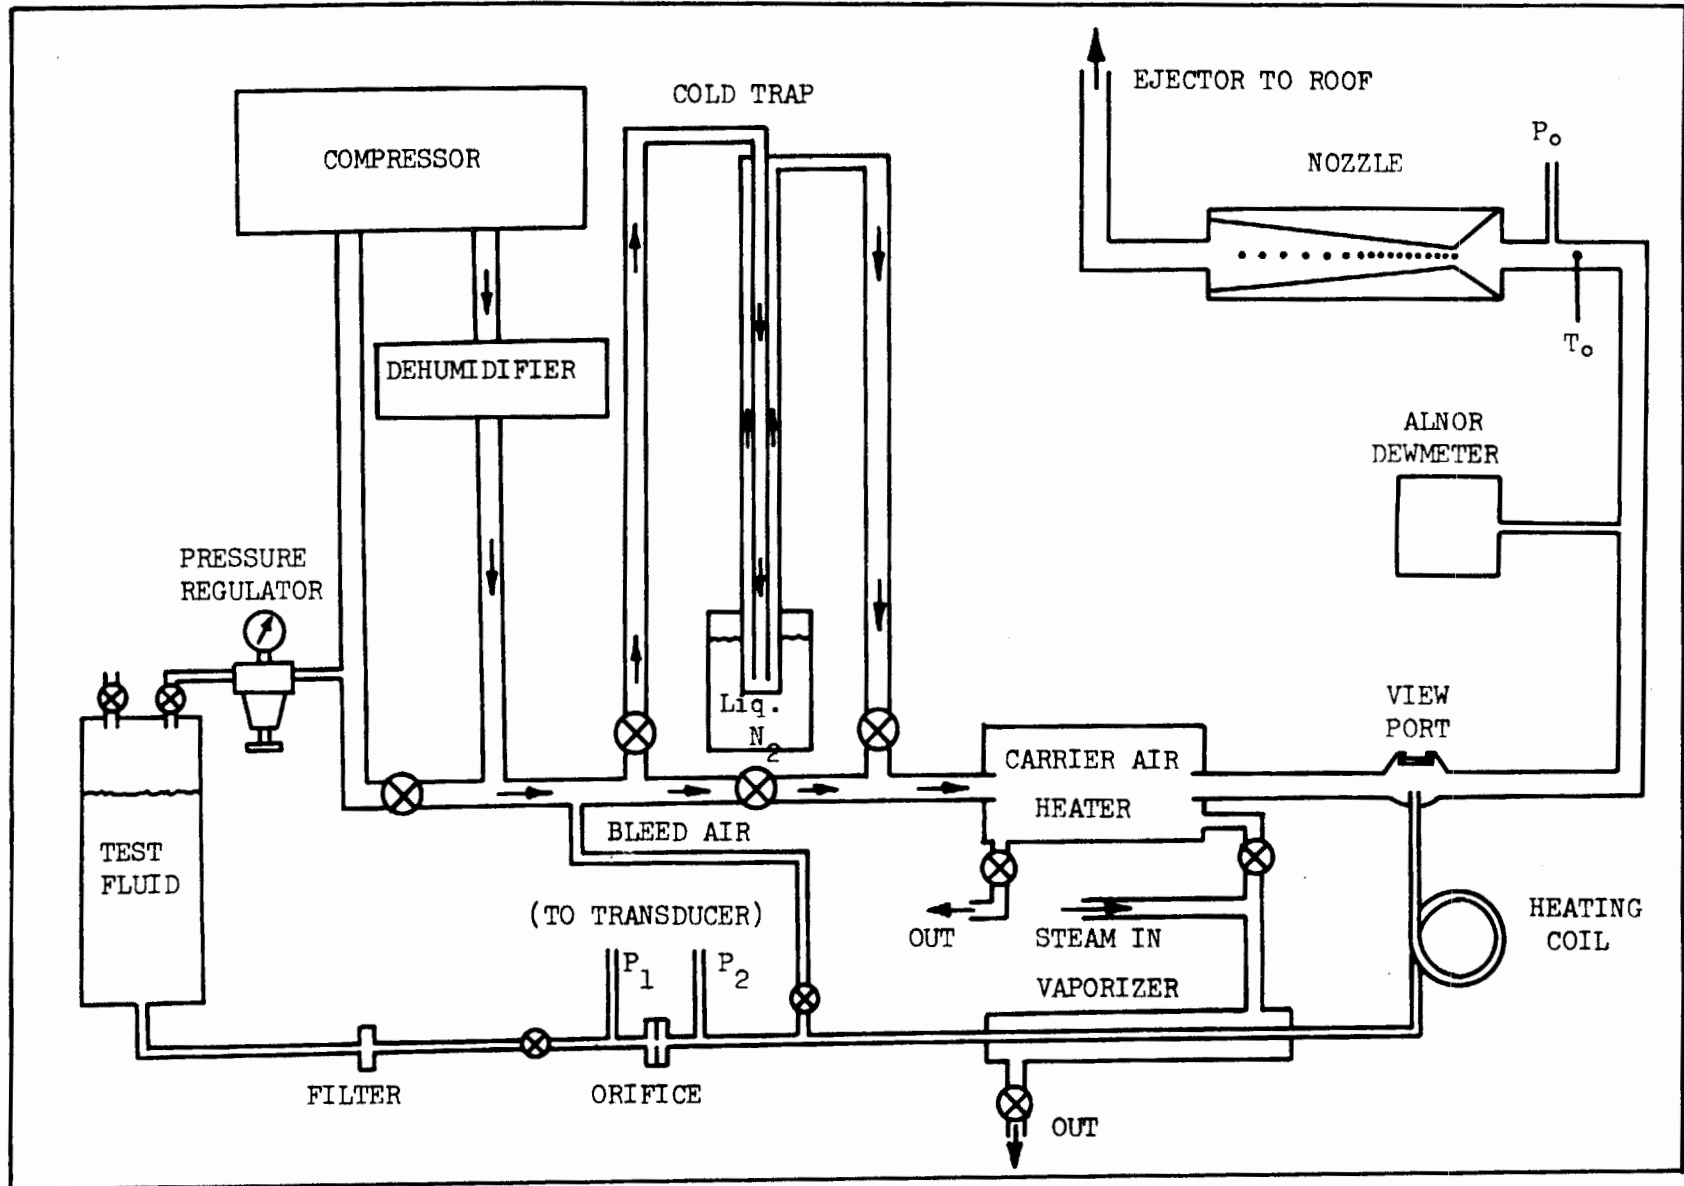 EJECTOR TO ROOF
COLD TRAP
Po
NOZZLE
COMPRESSOR
To
DEHUMIDIFIER
ALNOR
DEWMETER
PRESSURE
REGULATOR
Liq.
N2
VIEW
PORT
CARRIER AIR
HEATER
BLEED AIR
TEST
FLUID
(TO TRANSDUCER)
P1
P2
OUT
STEAM IN
HEATING
COIL
VAPORIZER
FILTER
ORIFICE
OUT